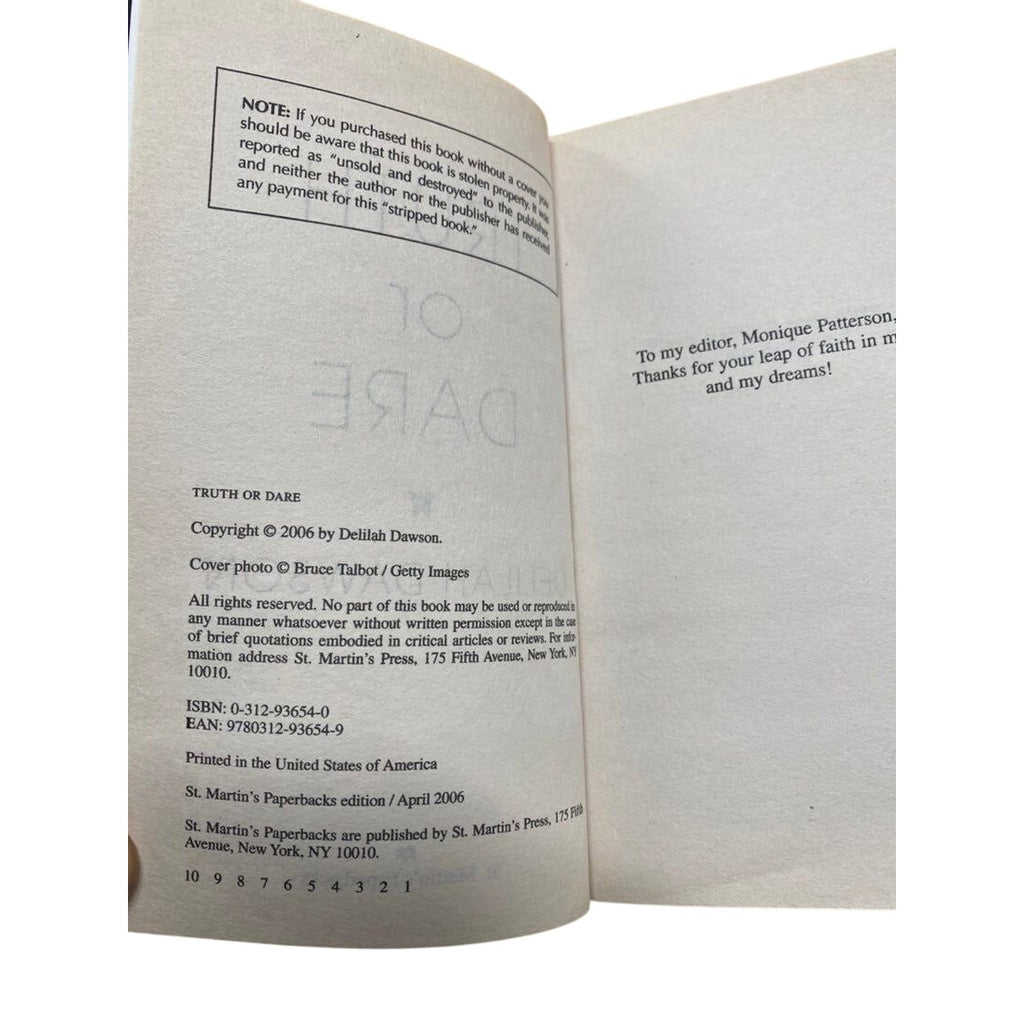 NOTE: If you purchased this book without a cover you
should be aware that this book is stolen property. It was
reported as "unsold and destroyed" to the publisher,
and neither the author nor the publisher has received
any payment for this "stripped book."
TRUTH OR DARE
Copyright © 2006 by Delilah Dawson.
Cover photo © Bruce Talbot / Getty Images
All rights reserved. No part of this book may be used or reproduced in
any manner whatsoever without written permission except in the case
of brief quotations embodied in critical articles or reviews. For infor-
mation address St. Martin's Press, 175 Fifth Avenue, New York, NY
10010.
ISBN: 0-312-93654-0
EAN: 9780312-93654-9
Printed in the United States of America
St. Martin's Paperbacks edition / April 2006
St. Martin's Paperbacks are published by St. Martin's Press, 175 Fifth
Avenue, New York, NY 10010.
10 9 8 7 6 5 4 3 2 1
To my editor, Monique Patterson,
Thanks for your leap of faith in
and my dreams!